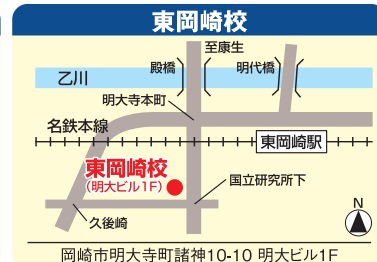 東岡崎校
至康生
殿橋
明代橋
乙川
明大寺本町
名鉄本線
東岡崎駅
東岡崎校
(明大ビル1F)
国立研究所下
久後崎
N
岡崎市明大寺町諸神10-10 明大ビル1F